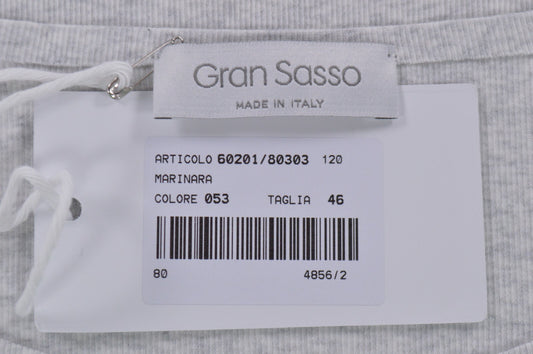 Gran Sasso
MADE IN ITALY
ARTICOLO 60201/80303 120
MARINARA
COLORE 053 TAGLIA 46
80 4856/2